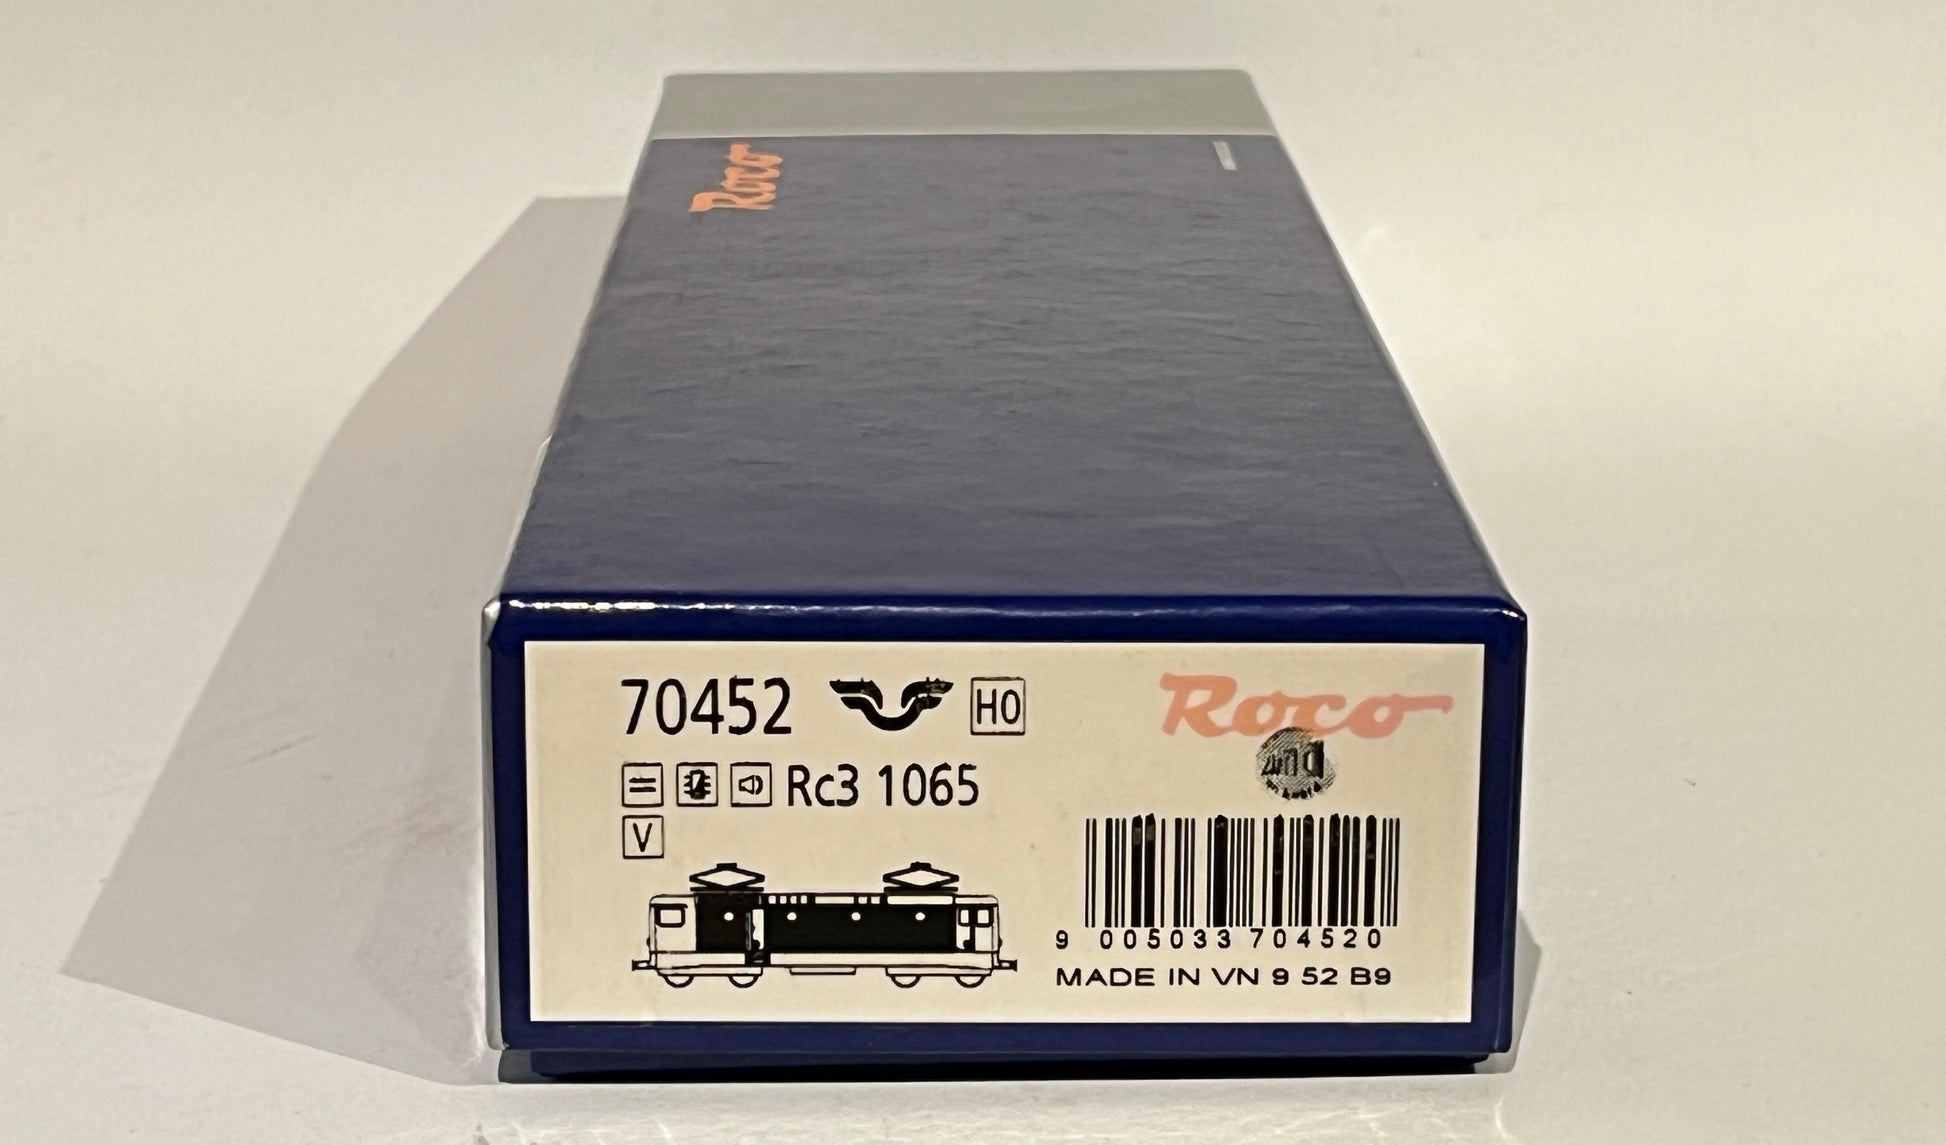 Roco
70452 H0 Roco
Rc3 1065
V
9 005033 704520
MADE IN VN 9 52 B9